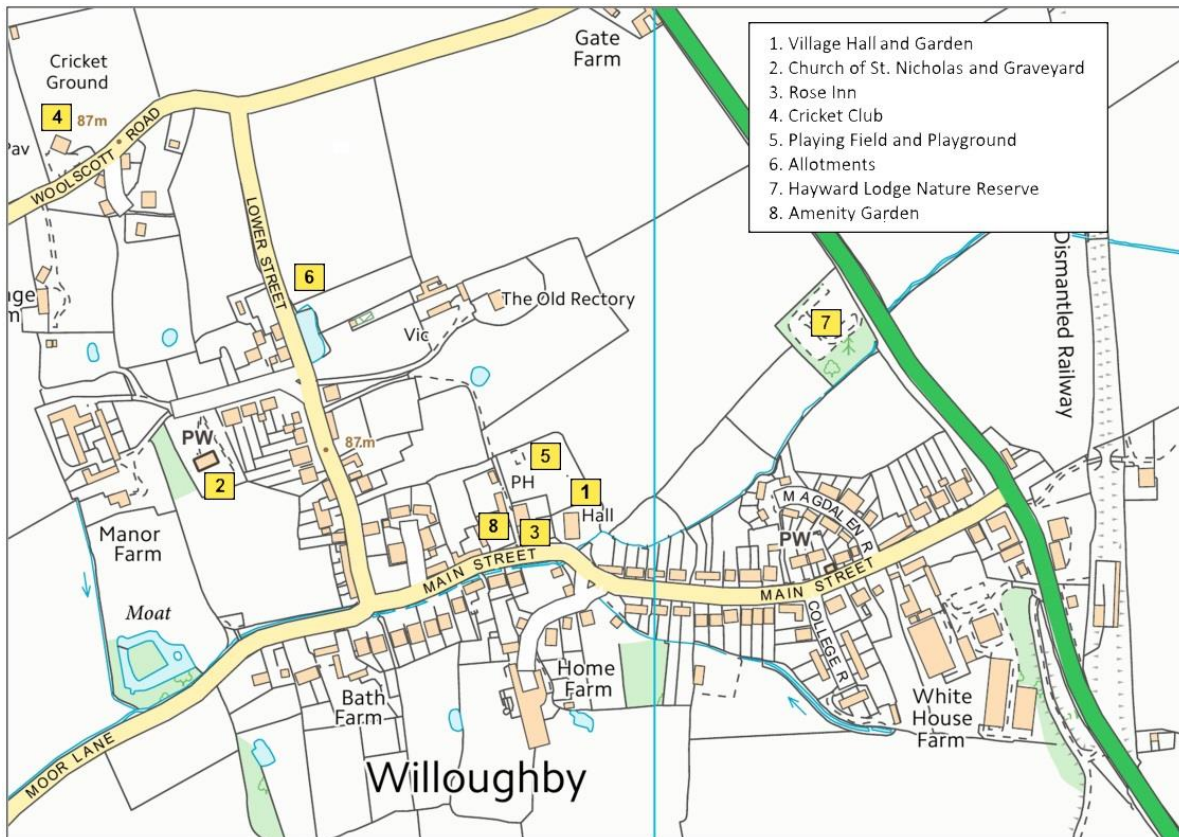 Gate
Farm
1. Village Hall and Garden
2. Church of St. Nicholas and Graveyard
3. Rose Inn
4. Cricket Club
5. Playing Field and Playground
6. Allotments
7. Hayward Lodge Nature Reserve
8. Amenity Garden
Cricket
Ground
4
87m
Pav
WOOLSCOTT ROAD
LOWER STREET
6
The Old Rectory
Vic
7
Dismantled Railway
PW
2
87m
5
PH
1
Hall
8
3
MAGDALEN R
PW
Manor
Farm
Moat
MAIN STREET
MAIN STREET
COLLEGE R
Bath
Farm
Home
Farm
White
House
Farm
MOOR LANE
Willoughby